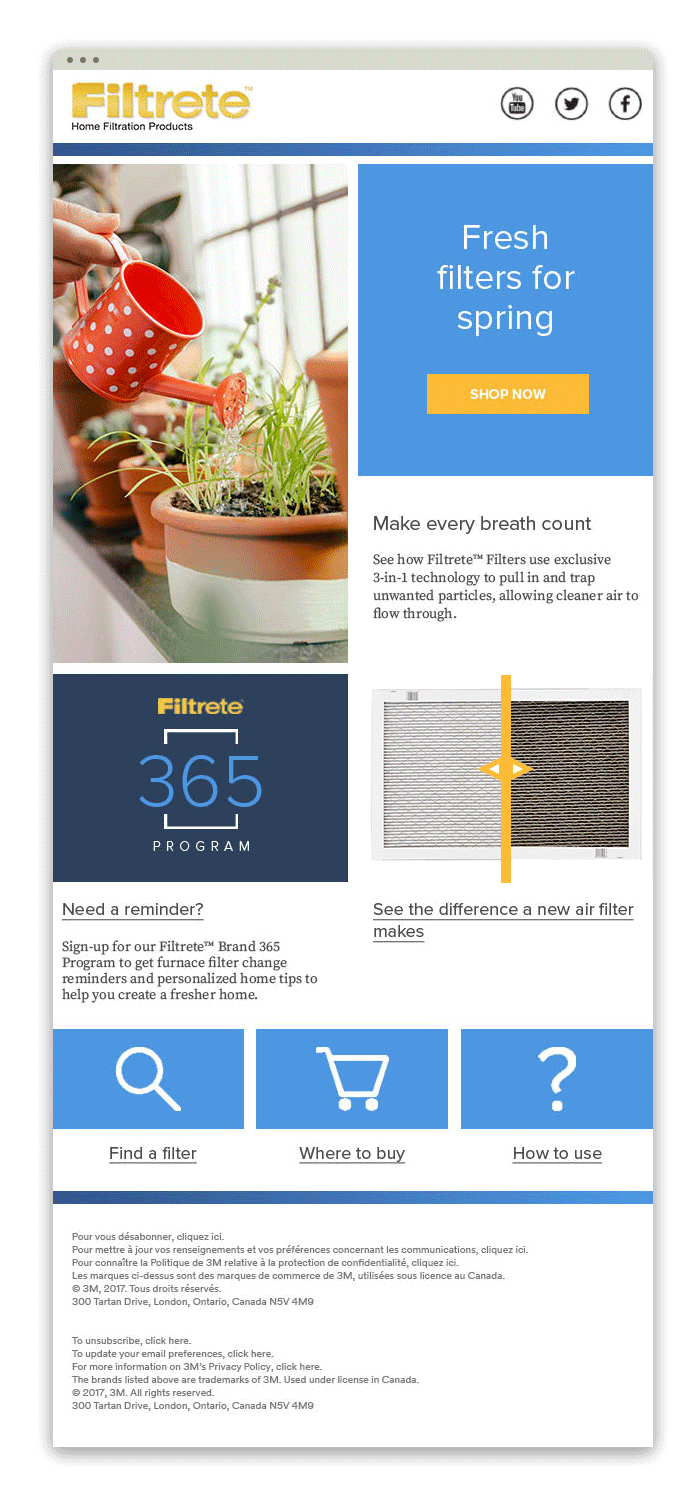 Filtrete™
Home Filtration Products
You
Tube
Fresh
filters for
spring
SHOP NOW
Make every breath count
See how Filtrete™ Filters use exclusive
3-in-1 technology to pull in and trap
unwanted particles, allowing cleaner air to
flow through.
Filtrete
365
PROGRAM
Need a reminder?
Sign-up for our Filtrete™ Brand 365
Program to get furnace filter change
reminders and personalized home tips to
help you create a fresher home.
See the difference a new air filter
makes
Find a filter
Where to buy
How to use
Pour vous désabonner, cliquez ici.
Pour mettre à jour vos renseignements et vos préférences concernant les communications, cliquez ici.
Pour connaître la Politique de 3M relative à la protection de confidentialité, cliquez ici.
Les marques ci-dessus sont des marques de commerce de 3M, utilisées sous licence au Canada.
© 3M, 2017. Tous droits réservés.
300 Tartan Drive, London, Ontario, Canada N5V 4M9
To unsubscribe, click here.
To update your email preferences, click here.
For more information on 3M's Privacy Policy, click here.
The brands listed above are trademarks of 3M. Used under license in Canada.
© 2017, 3M. All rights reserved.
300 Tartan Drive, London, Ontario, Canada N5V 4M9